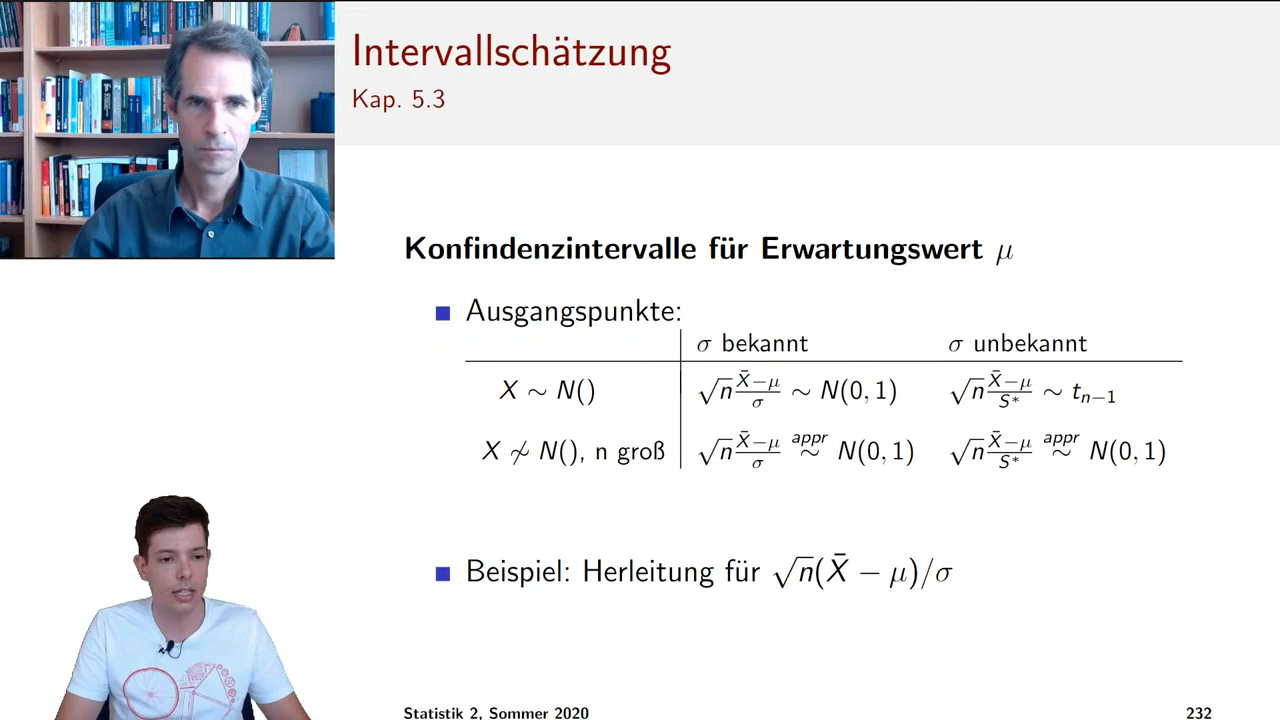 Intervallschätzung
Kap. 5.3
Konfindenzintervalle für Erwartungswert μ
Ausgangspunkte:
σ bekannt σ unbekannt
X ∼ N() √n (X̄−μ)/σ ∼ N(0, 1) √n (X̄−μ)/S* ∼ tₙ₋₁
X ≁ N(), n groß √n (X̄−μ)/σ appr∼ N(0, 1) √n (X̄−μ)/S* appr∼ N(0, 1)
Beispiel: Herleitung für √n(X̄ − μ)/σ
Statistik 2, Sommer 2020 232